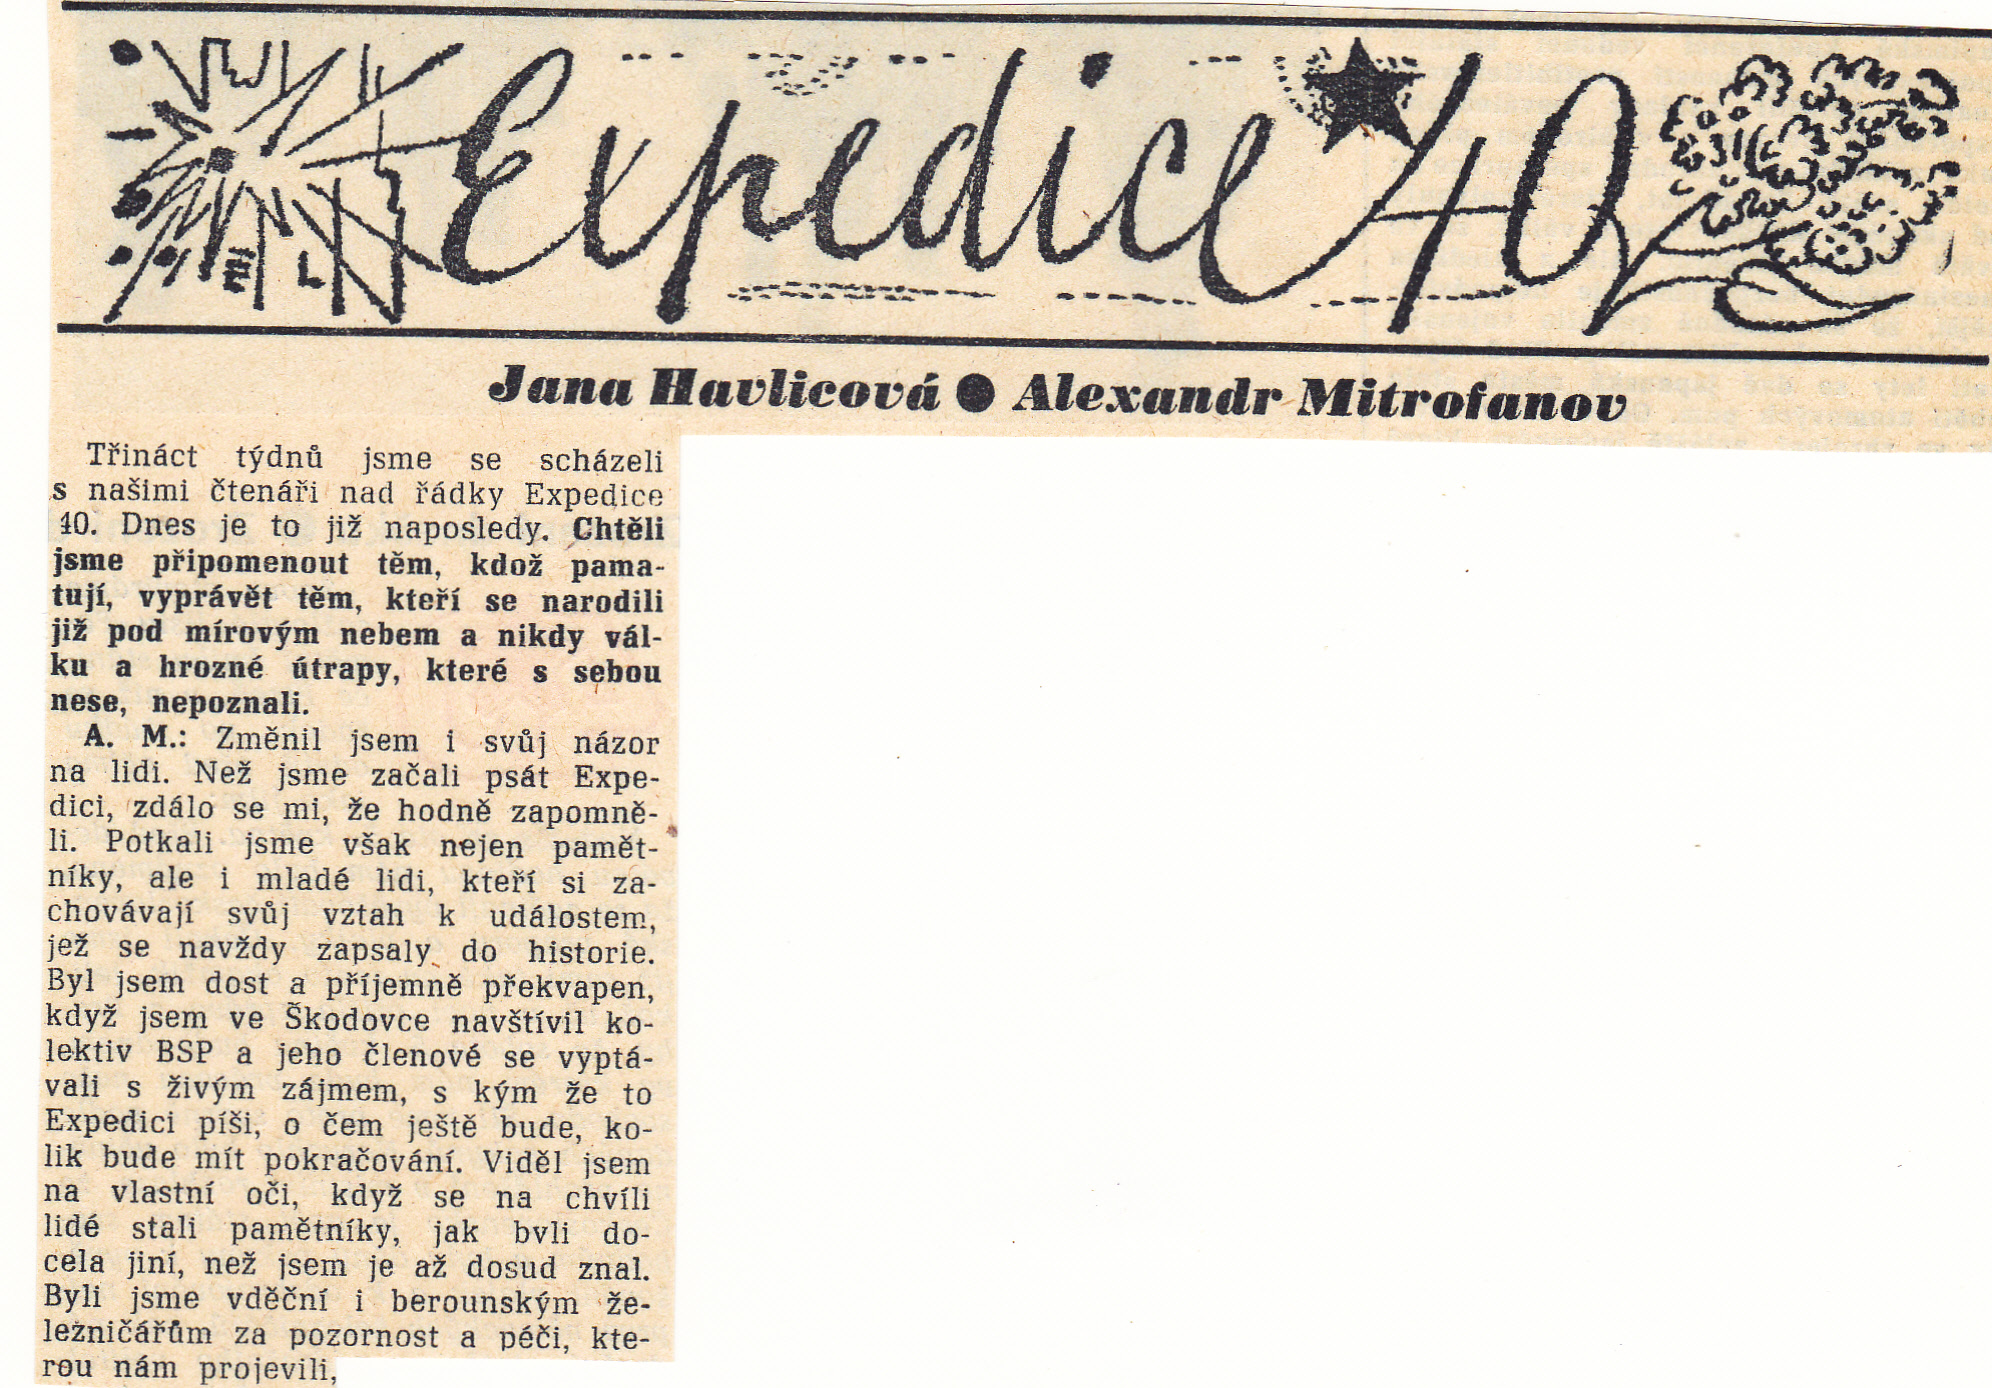 Expedice 40
Jana Havlicová ● Alexandr Mitrofanov
Třináct týdnů jsme se scházeli
s našimi čtenáři nad řádky Expedice
40. Dnes je to již naposledy. Chtěli
jsme připomenout těm, kdož pama-
tují, vyprávět těm, kteří se narodili
již pod mírovým nebem a nikdy vál-
ku a hrozné útrapy, které s sebou
nese, nepoznali.
A. M.: Změnil jsem i svůj názor
na lidi. Než jsme začali psát Expe-
dici, zdálo se mi, že hodně zapomně-
li. Potkali jsme však nejen pamět-
níky, ale i mladé lidi, kteří si za-
chovávají svůj vztah k událostem,
jež se navždy zapsaly do historie.
Byl jsem dost a příjemně překvapen,
když jsem ve Škodovce navštívil ko-
lektiv BSP a jeho členové se vyptá-
vali s živým zájmem, s kým že to
Expedici píši, o čem ještě bude, ko-
lik bude mít pokračování. Viděl jsem
na vlastní oči, když se na chvíli
lidé stali pamětníky, jak bvli do-
cela jiní, než jsem je až dosud znal.
Byli jsme vděční i berounským že-
lezničářům za pozornost a péči, kte-
rou nám projevili,